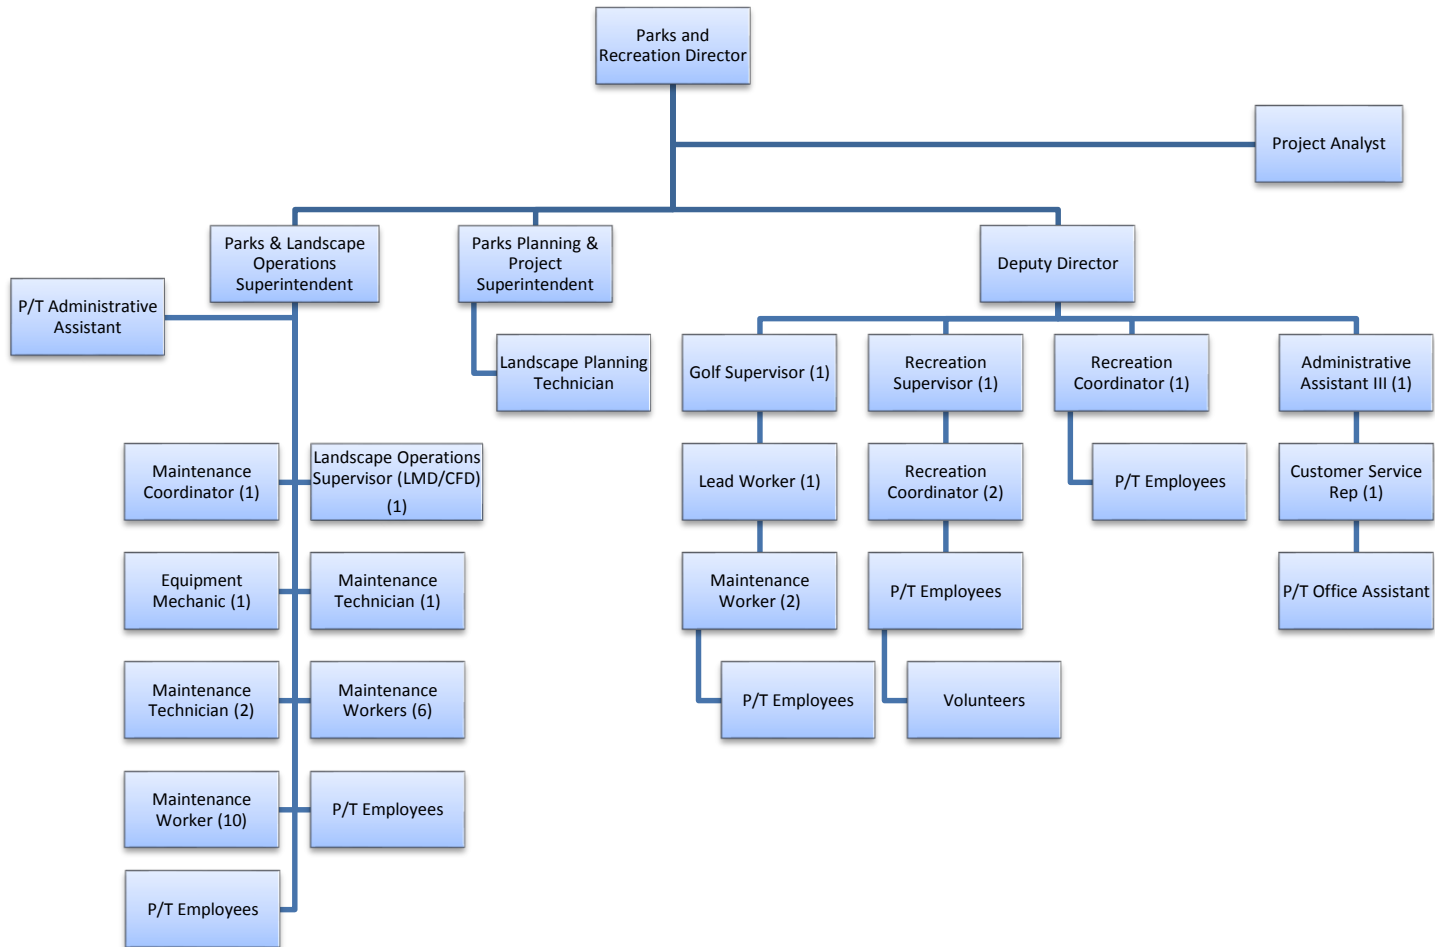 Parks and
Recreation Director
Project Analyst
Parks & Landscape
Operations
Superintendent
Parks Planning &
Project
Superintendent
Deputy Director
P/T Administrative
Assistant
Landscape Planning
Technician
Golf Supervisor (1)
Recreation
Supervisor (1)
Recreation
Coordinator (1)
Administrative
Assistant III (1)
Maintenance
Coordinator (1)
Landscape Operations
Supervisor (LMD/CFD)
(1)
Lead Worker (1)
Recreation
Coordinator (2)
P/T Employees
Customer Service
Rep (1)
Equipment
Mechanic (1)
Maintenance
Technician (1)
Maintenance
Worker (2)
P/T Employees
P/T Office Assistant
Maintenance
Technician (2)
Maintenance
Workers (6)
P/T Employees
Volunteers
Maintenance
Worker (10)
P/T Employees
P/T Employees